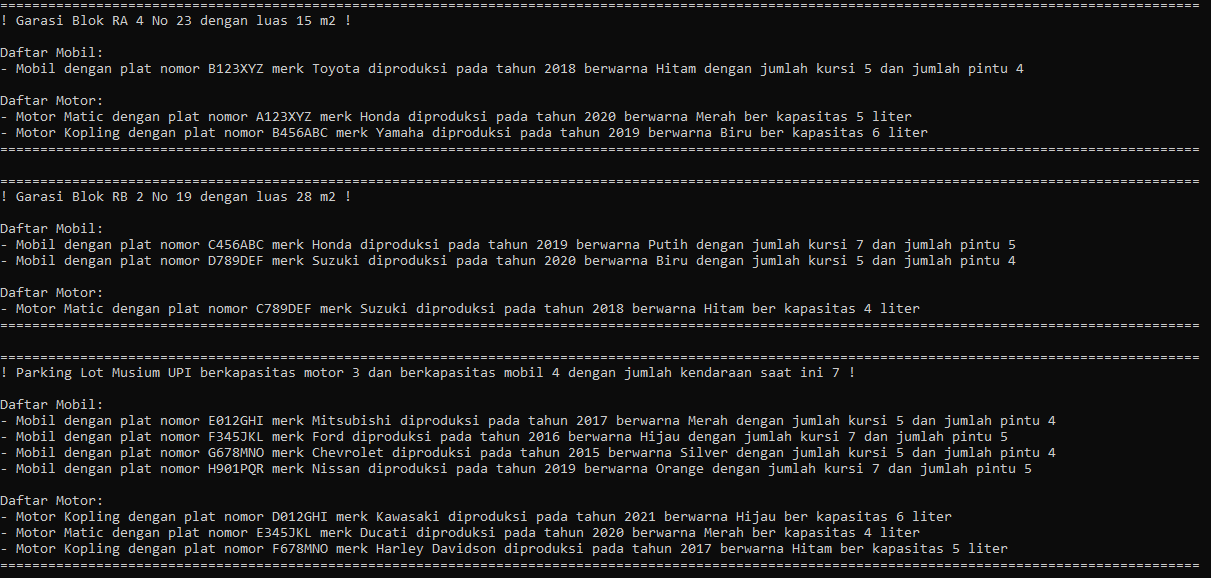 ======================================================================================================================================================
! Garasi Blok RA 4 No 23 dengan luas 15 m2 !
Daftar Mobil:
- Mobil dengan plat nomor B123XYZ merk Toyota diproduksi pada tahun 2018 berwarna Hitam dengan jumlah kursi 5 dan jumlah pintu 4
Daftar Motor:
- Motor Matic dengan plat nomor A123XYZ merk Honda diproduksi pada tahun 2020 berwarna Merah ber kapasitas 5 liter
- Motor Kopling dengan plat nomor B456ABC merk Yamaha diproduksi pada tahun 2019 berwarna Biru ber kapasitas 6 liter
======================================================================================================================================================
======================================================================================================================================================
! Garasi Blok RB 2 No 19 dengan luas 28 m2 !
Daftar Mobil:
- Mobil dengan plat nomor C456ABC merk Honda diproduksi pada tahun 2019 berwarna Putih dengan jumlah kursi 7 dan jumlah pintu 5
- Mobil dengan plat nomor D789DEF merk Suzuki diproduksi pada tahun 2020 berwarna Biru dengan jumlah kursi 5 dan jumlah pintu 4
Daftar Motor:
- Motor Matic dengan plat nomor C789DEF merk Suzuki diproduksi pada tahun 2018 berwarna Hitam ber kapasitas 4 liter
======================================================================================================================================================
======================================================================================================================================================
! Parking Lot Musium UPI berkapasitas motor 3 dan berkapasitas mobil 4 dengan jumlah kendaraan saat ini 7 !
Daftar Mobil:
- Mobil dengan plat nomor E012GHI merk Mitsubishi diproduksi pada tahun 2017 berwarna Merah dengan jumlah kursi 5 dan jumlah pintu 4
- Mobil dengan plat nomor F345JKL merk Ford diproduksi pada tahun 2016 berwarna Hijau dengan jumlah kursi 7 dan jumlah pintu 5
- Mobil dengan plat nomor G678MNO merk Chevrolet diproduksi pada tahun 2015 berwarna Silver dengan jumlah kursi 5 dan jumlah pintu 4
- Mobil dengan plat nomor H901PQR merk Nissan diproduksi pada tahun 2019 berwarna Orange dengan jumlah kursi 7 dan jumlah pintu 5
Daftar Motor:
- Motor Kopling dengan plat nomor D012GHI merk Kawasaki diproduksi pada tahun 2021 berwarna Hijau ber kapasitas 6 liter
- Motor Matic dengan plat nomor E345JKL merk Ducati diproduksi pada tahun 2020 berwarna Merah ber kapasitas 4 liter
- Motor Kopling dengan plat nomor F678MNO merk Harley Davidson diproduksi pada tahun 2017 berwarna Hitam ber kapasitas 5 liter
======================================================================================================================================================